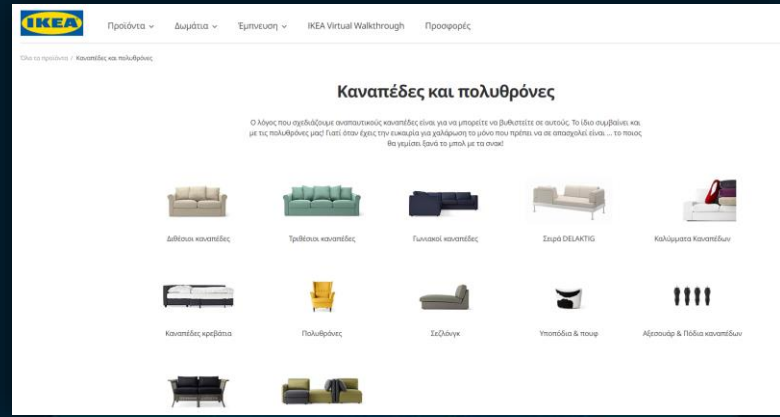 IKEA
Προϊόντα Δωμάτια Έμπνευση IKEA Virtual Walkthrough Προσφορές
Όλα τα προϊόντα / Καναπέδες και πολυθρόνες
Καναπέδες και πολυθρόνες
Ο λόγος που σχεδιάζουμε αναπαυτικούς καναπέδες είναι για να μπορείτε να βυθιστείτε σε αυτούς. Το ίδιο συμβαίνει και
με τις πολυθρόνες μας! Γιατί όταν έχεις την ευκαιρία για χαλάρωση το μόνο που πρέπει να σε απασχολεί είναι ... το ποιος
θα γεμίσει ξανά το μπολ με τα σνακ!
Διθέσιοι καναπέδες Τριθέσιοι καναπέδες Γωνιακοί καναπέδες Σειρά DELAKTIG Καλύμματα Καναπέδων
Καναπέδες κρεβάτια Πολυθρόνες Σεζλόνγκ Υποπόδια & πουφ Αξεσουάρ & Πόδια καναπέδων